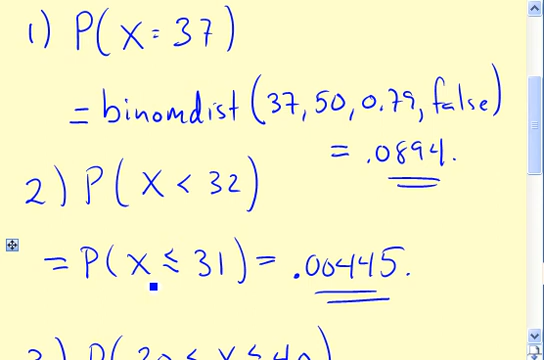 1) P(X = 37)
= binomdist(37, 50, 0.79, false)
= .0894.
2) P(X < 32)
= P(X ≤ 31) = .00445.